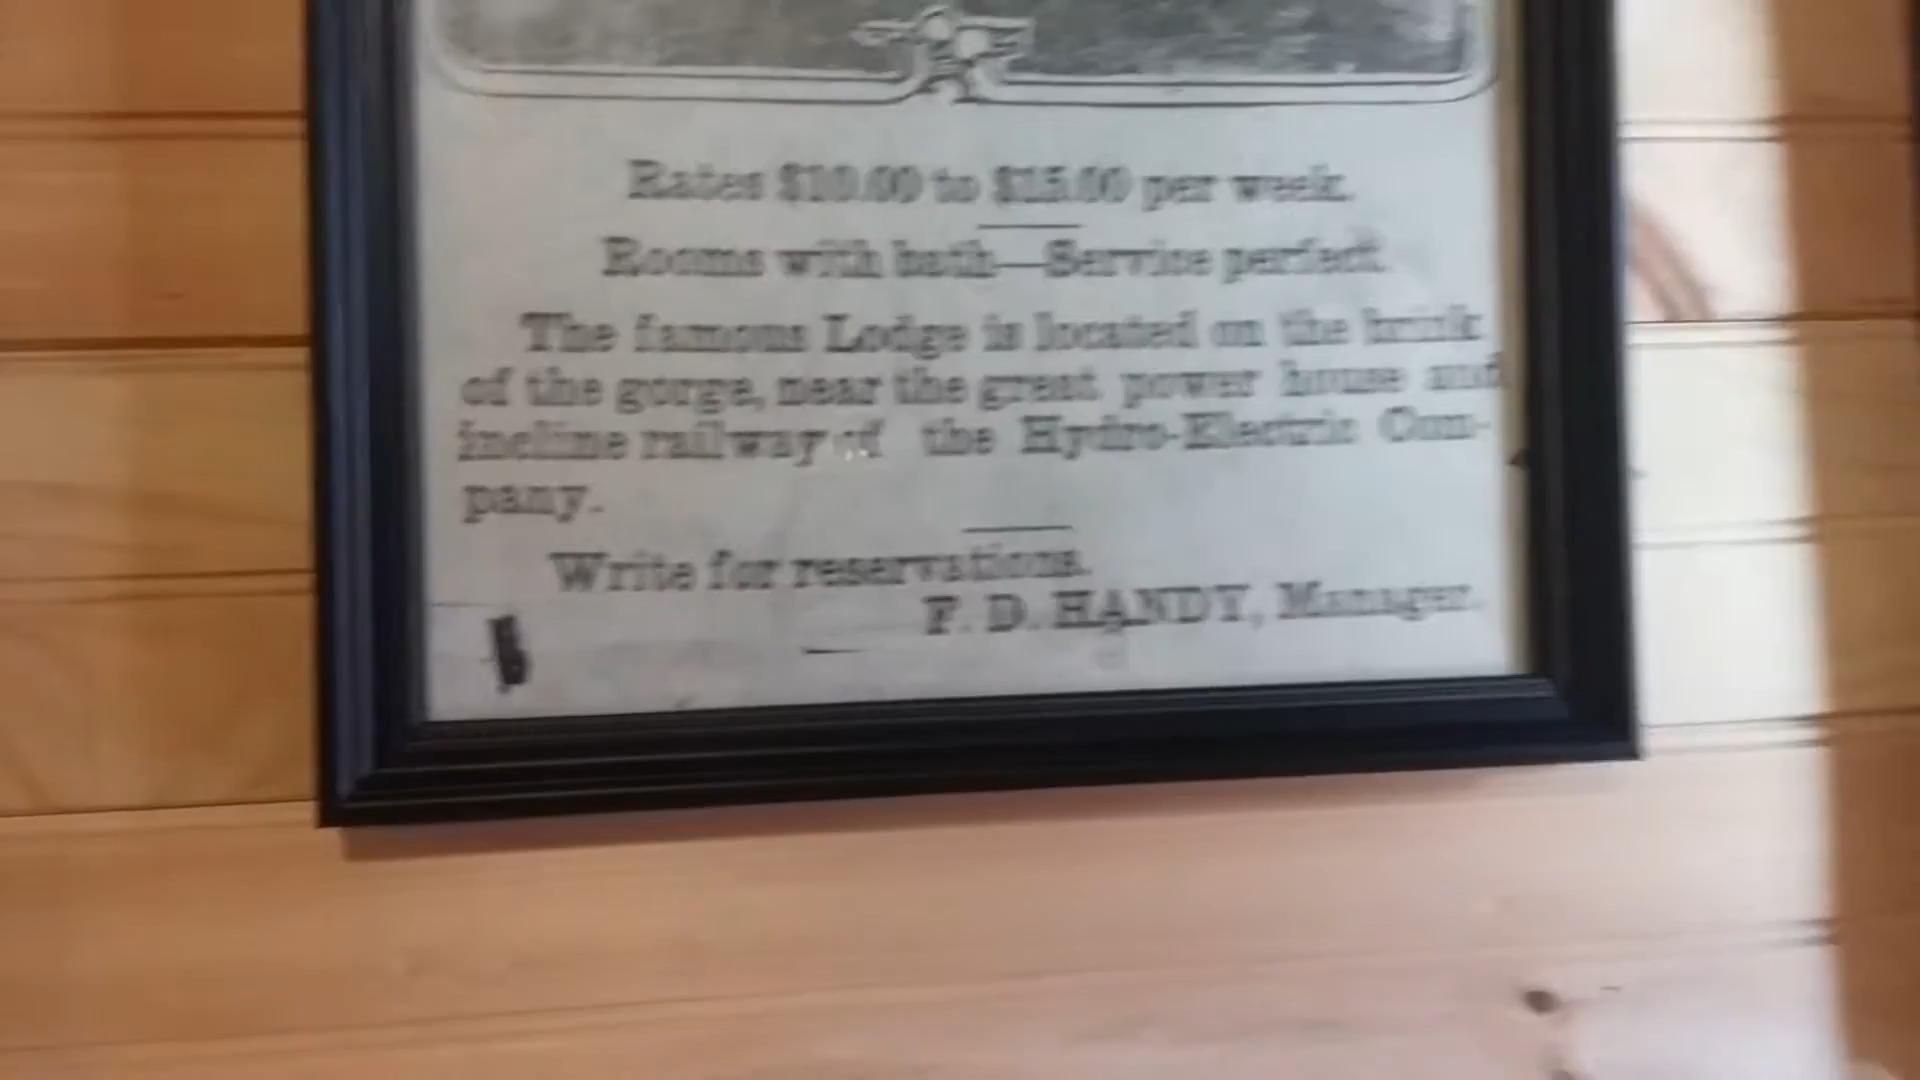 Rates $10.00 to $15.00 per week.
Rooms with bath—Service perfect.
The famous Lodge is located on the brink
of the gorge, near the great power house and
incline railway of the Hydro-Electric Com-
pany.
Write for reservations.
F. D. HANDY, Manager.